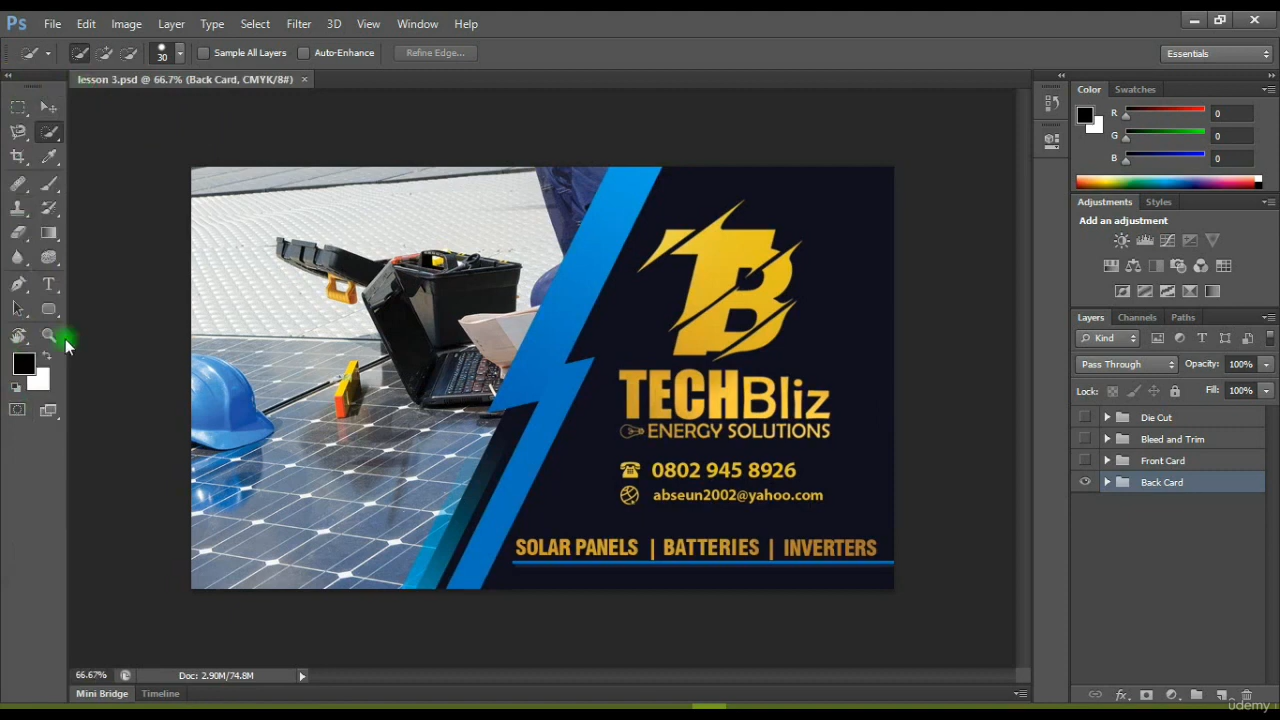 Ps File Edit Image Layer Type Select Filter 3D View Window Help
30 Sample All Layers Auto-Enhance Refine Edge... Essentials
lesson 3.psd @ 66.7% (Back Card, CMYK/8#) ×
Color Swatches
R 0
G 0
B 0
Adjustments Styles
Add an adjustment
Layers Channels Paths
Kind
Pass Through Opacity: 100%
Lock: Fill: 100%
Die Cut
Bleed and Trim
Front Card
Back Card
TB
TECHBliz
ENERGY SOLUTIONS
0802 945 8926
abseun2002@yahoo.com
SOLAR PANELS | BATTERIES | INVERTERS
66.67% Doc: 2.90M/74.8M
Mini Bridge Timeline
udemy